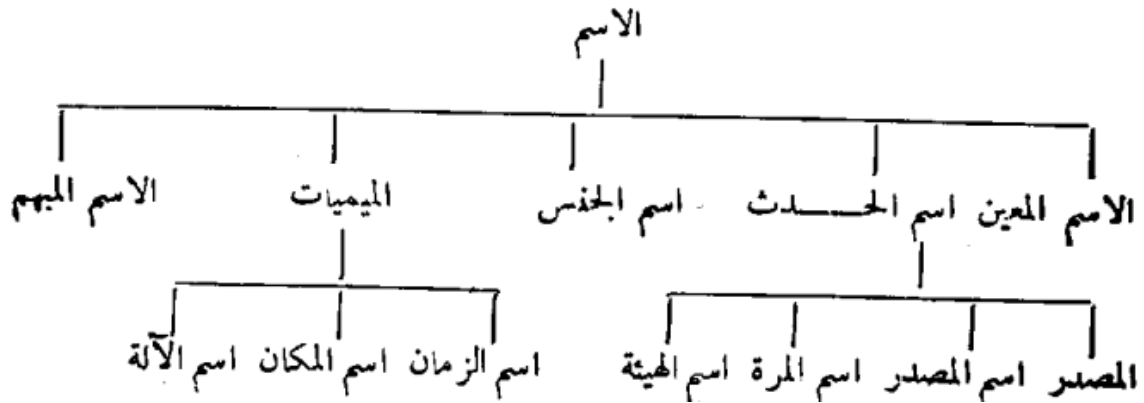 الاسم
الاسم المعين اسم الحـــــدث اسم الجنس الميميات الاسم المبهم
المصدر اسم المصدر اسم المرة اسم الهيئة اسم الزمان اسم المكان اسم الآلة